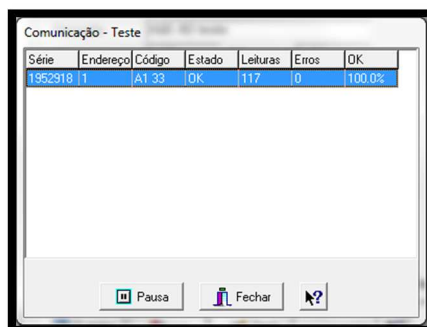 Comunicação - Teste
Série Endereço Código Estado Leituras Erros OK
1952918 1 A1 33 OK 117 0 100.0%
Pausa Fechar ?